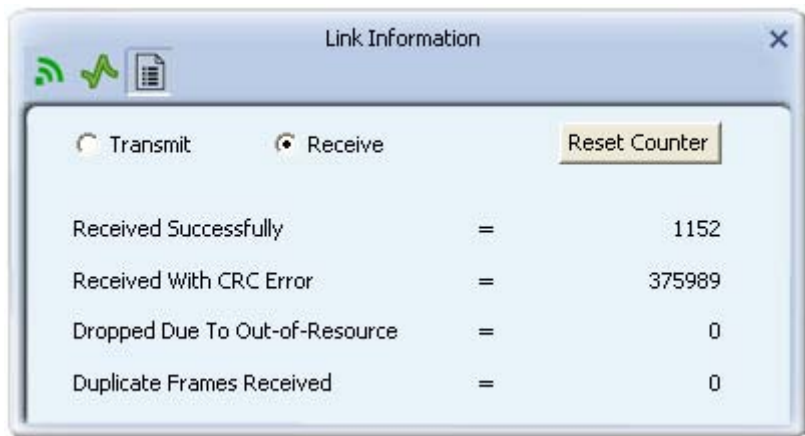 Link Information
Transmit Receive Reset Counter
Received Successfully = 1152
Received With CRC Error = 375989
Dropped Due To Out-of-Resource = 0
Duplicate Frames Received = 0